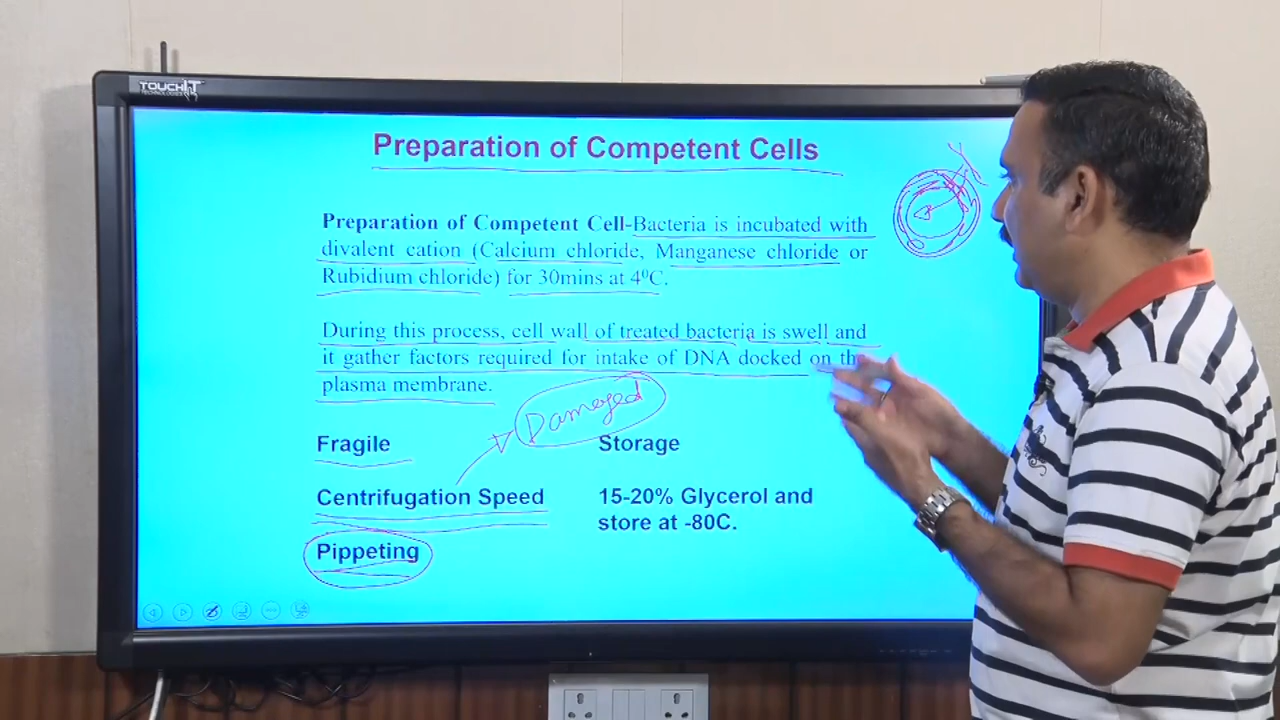 TOUCHIT
TECHNOLOGIES
Preparation of Competent Cells
Preparation of Competent Cell-Bacteria is incubated with
divalent cation (Calcium chloride, Manganese chloride or
Rubidium chloride) for 30mins at 4⁰C.
During this process, cell wall of treated bacteria is swell and
it gather factors required for intake of DNA docked on the
plasma membrane.
Damaged
Fragile
Storage
Centrifugation Speed
15-20% Glycerol and
store at -80C.
Pippeting